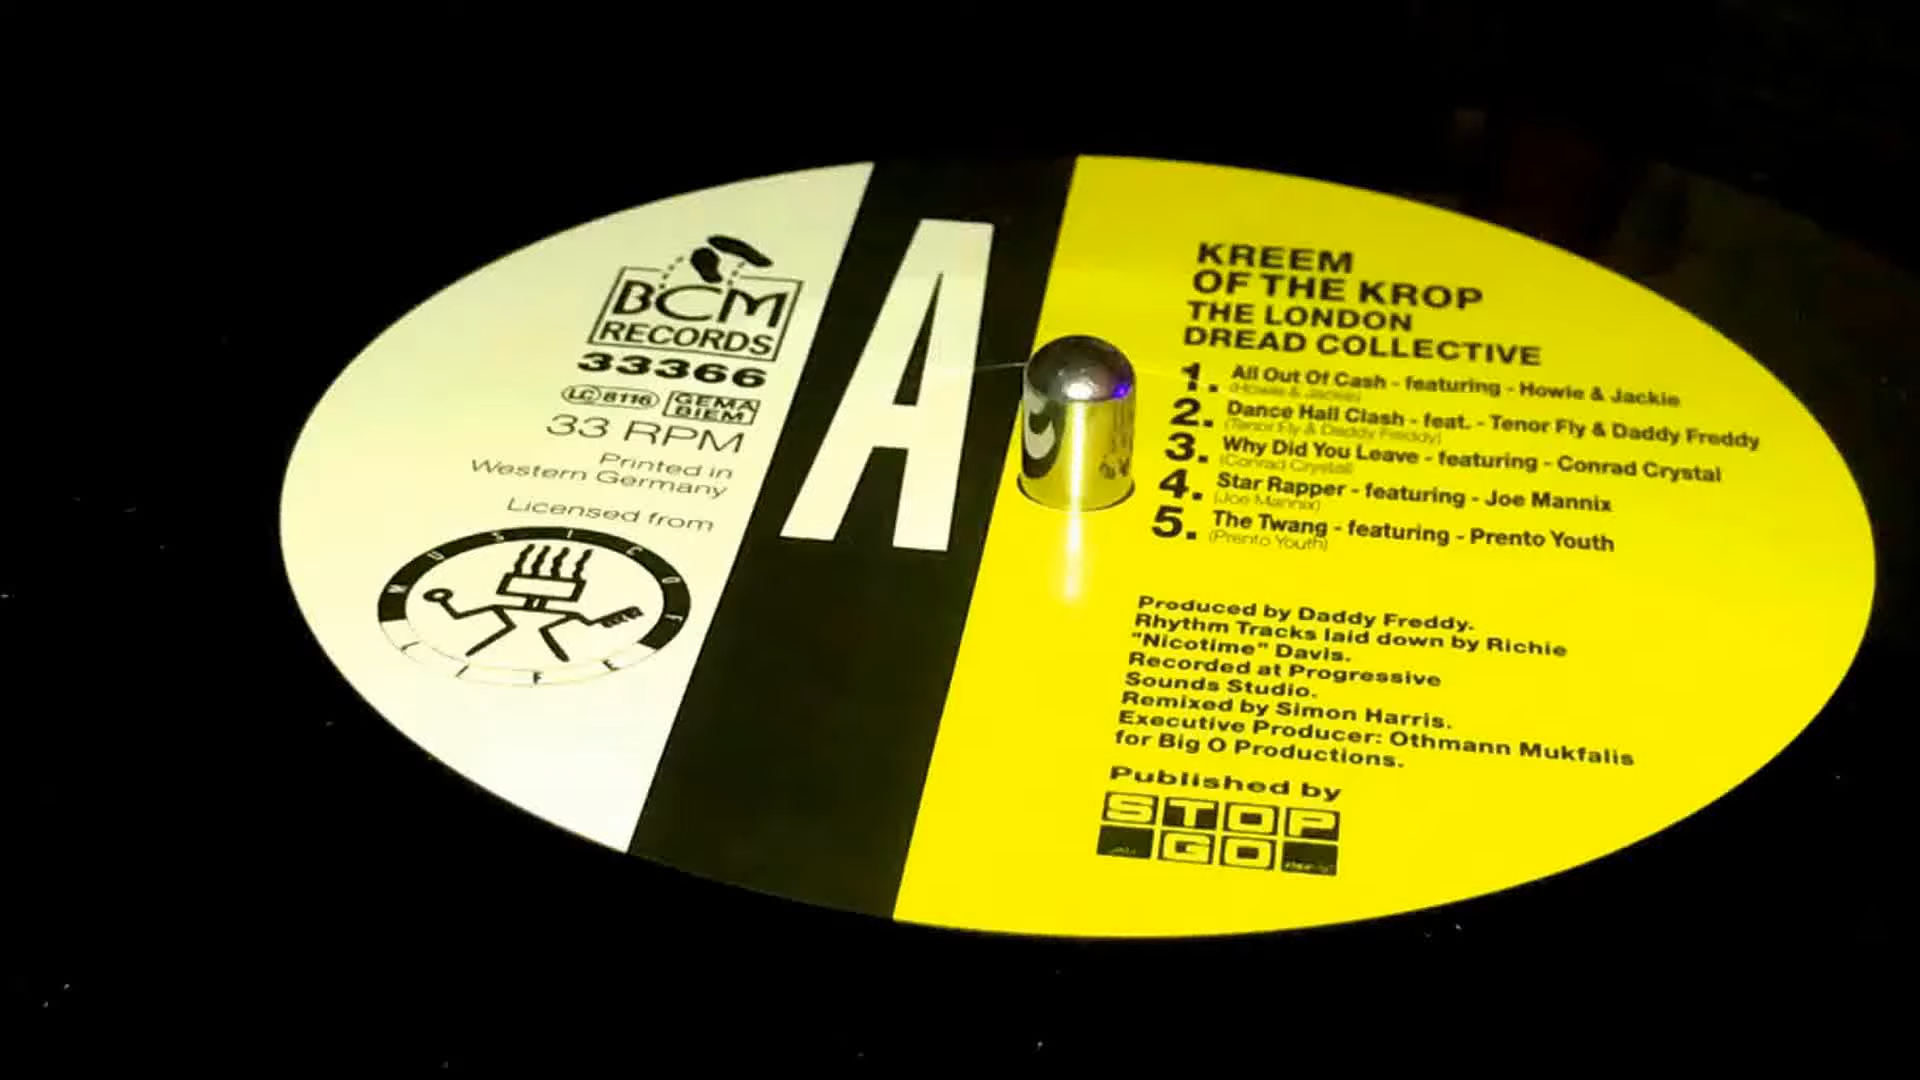 BCM
RECORDS
33366
LC 8116 GEMA BIEM
33 RPM
Printed in
Western Germany
Licensed from
MUSIC OF LIFE
A
KREEM
OF THE KROP
THE LONDON
DREAD COLLECTIVE
1. All Out Of Cash - featuring - Howie & Jackie
(Howie & Jackie)
2. Dance Hall Clash - feat. - Tenor Fly & Daddy Freddy
(Tenor Fly & Daddy Freddy)
3. Why Did You Leave - featuring - Conrad Crystal
(Conrad Crystal)
4. Star Rapper - featuring - Joe Mannix
(Joe Mannix)
5. The Twang - featuring - Prento Youth
(Prento Youth)
Produced by Daddy Freddy.
Rhythm Tracks laid down by Richie
"Nicotime" Davis.
Recorded at Progressive
Sounds Studio.
Remixed by Simon Harris.
Executive Producer: Othmann Mukfalis
for Big O Productions.
Published by
STOP
GO